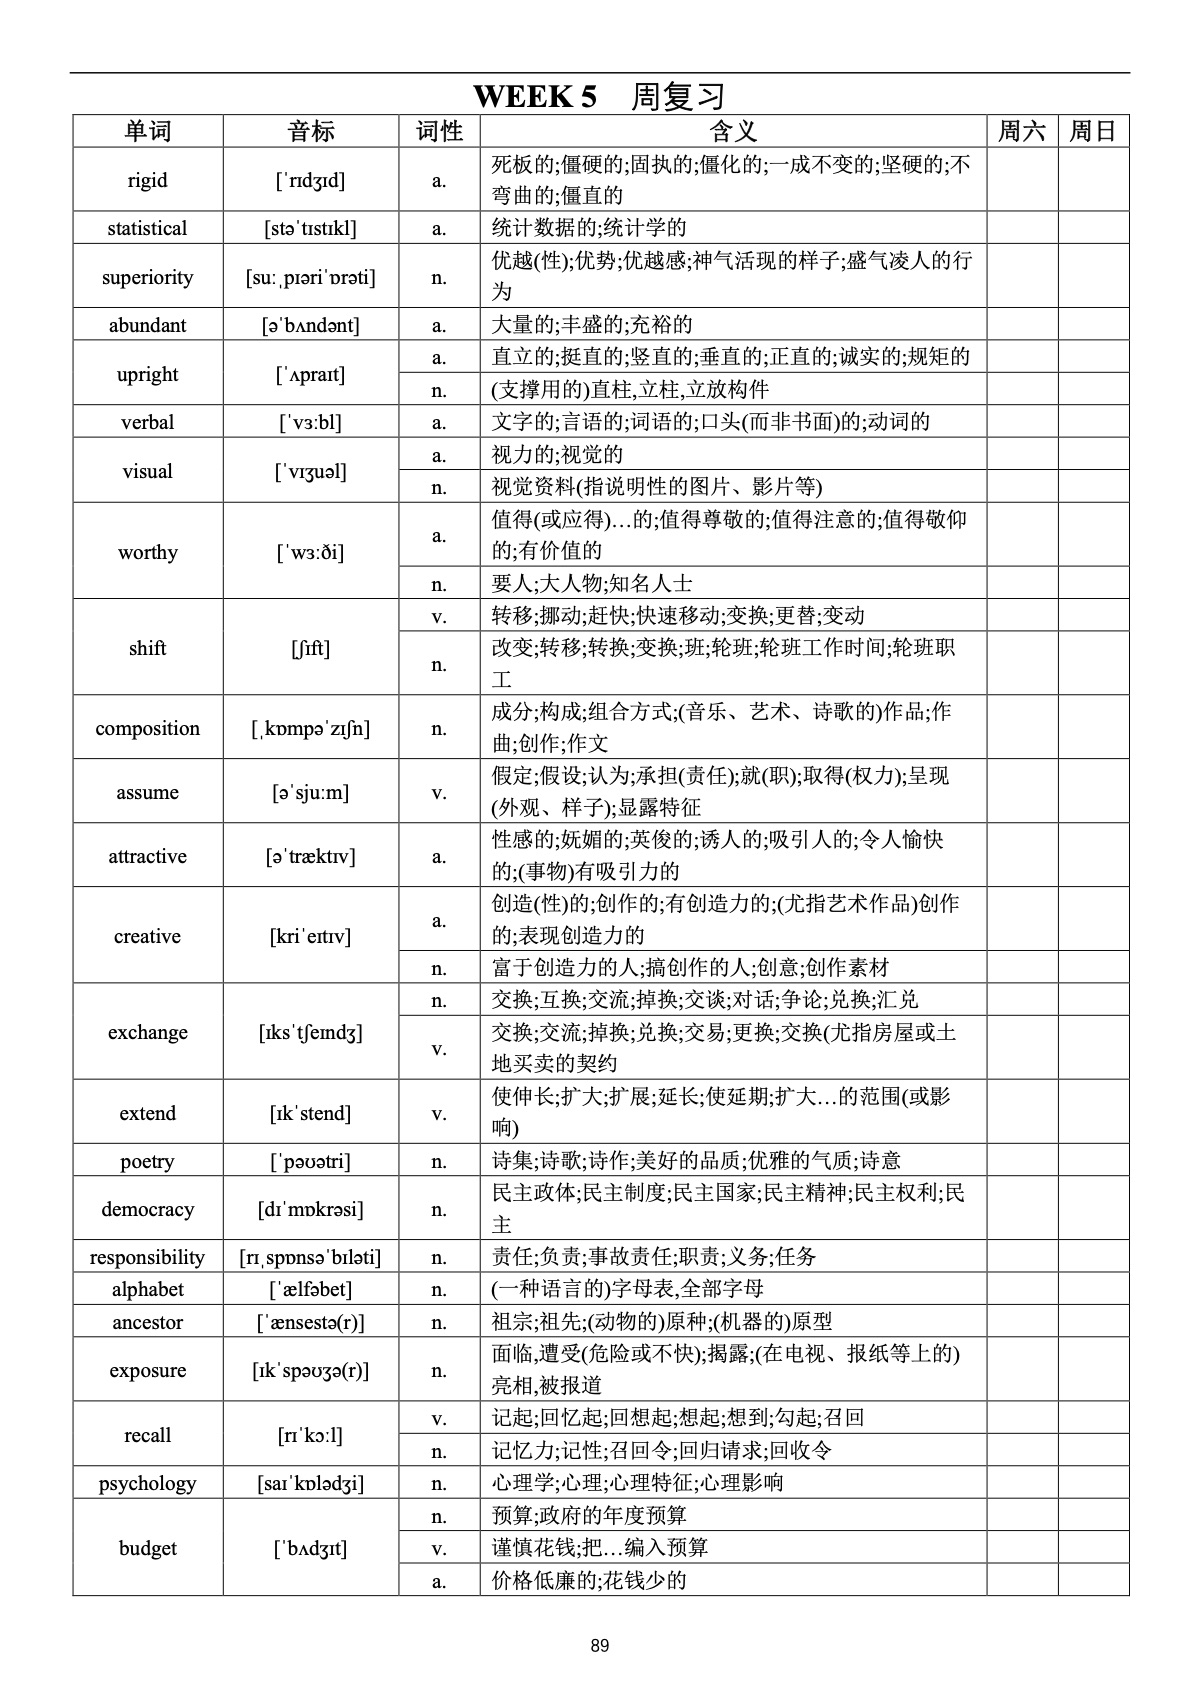 WEEK 5 周复习
单词 音标 词性 含义 周六 周日
rigid [ˈrɪdʒɪd] a. 死板的;僵硬的;固执的;僵化的;一成不变的;坚硬的;不
弯曲的;僵直的
statistical [stəˈtɪstɪkl] a. 统计数据的;统计学的
superiority [suːˌpɪəriˈɒrəti] n. 优越(性);优势;优越感;神气活现的样子;盛气凌人的行
为
abundant [əˈbʌndənt] a. 大量的;丰盛的;充裕的
upright [ˈʌpraɪt] a. 直立的;挺直的;竖直的;垂直的;正直的;诚实的;规矩的
n. (支撑用的)直柱,立柱,立放构件
verbal [ˈvɜːbl] a. 文字的;言语的;词语的;口头(而非书面)的;动词的
visual [ˈvɪʒuəl] a. 视力的;视觉的
n. 视觉资料(指说明性的图片、影片等)
worthy [ˈwɜːði] a. 值得(或应得)…的;值得尊敬的;值得注意的;值得敬仰
的;有价值的
n. 要人;大人物;知名人士
shift [ʃɪft] v. 转移;挪动;赶快;快速移动;变换;更替;变动
n. 改变;转移;转换;变换;班;轮班;轮班工作时间;轮班职
工
composition [ˌkɒmpəˈzɪʃn] n. 成分;构成;组合方式;(音乐、艺术、诗歌的)作品;作
曲;创作;作文
assume [əˈsjuːm] v. 假定;假设;认为;承担(责任);就(职);取得(权力);呈现
(外观、样子);显露特征
attractive [əˈtræktɪv] a. 性感的;妩媚的;英俊的;诱人的;吸引人的;令人愉快
的;(事物)有吸引力的
creative [kriˈeɪtɪv] a. 创造(性)的;创作的;有创造力的;(尤指艺术作品)创作
的;表现创造力的
n. 富于创造力的人;搞创作的人;创意;创作素材
exchange [ɪksˈtʃeɪndʒ] n. 交换;互换;交流;掉换;交谈;对话;争论;兑换;汇兑
v. 交换;交流;掉换;兑换;交易;更换;交换(尤指房屋或土
地买卖的契约
extend [ɪkˈstend] v. 使伸长;扩大;扩展;延长;使延期;扩大…的范围(或影
响)
poetry [ˈpəʊətri] n. 诗集;诗歌;诗作;美好的品质;优雅的气质;诗意
democracy [dɪˈmɒkrəsi] n. 民主政体;民主制度;民主国家;民主精神;民主权利;民
主
responsibility [rɪˌspɒnsəˈbɪləti] n. 责任;负责;事故责任;职责;义务;任务
alphabet [ˈælfəbet] n. (一种语言的)字母表,全部字母
ancestor [ˈænsestə(r)] n. 祖宗;祖先;(动物的)原种;(机器的)原型
exposure [ɪkˈspəʊʒə(r)] n. 面临,遭受(危险或不快);揭露;(在电视、报纸等上的)
亮相,被报道
recall [rɪˈkɔːl] v. 记起;回忆起;回想起;想起;想到;勾起;召回
n. 记忆力;记性;召回令;回归请求;回收令
psychology [saɪˈkɒlədʒi] n. 心理学;心理;心理特征;心理影响
budget [ˈbʌdʒɪt] n. 预算;政府的年度预算
v. 谨慎花钱;把…编入预算
a. 价格低廉的;花钱少的
89